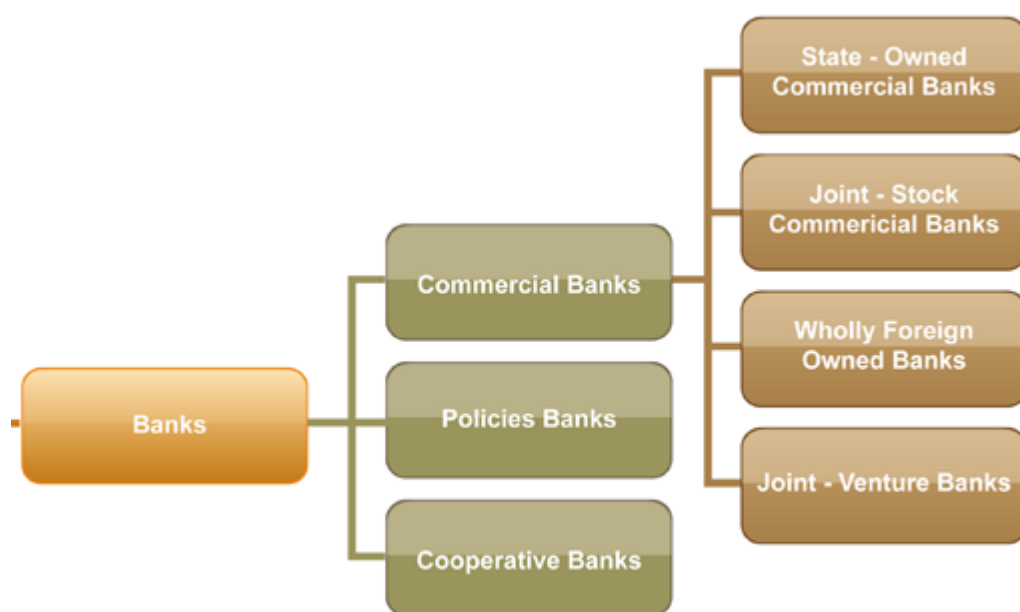 Banks
Commercial Banks
Policies Banks
Cooperative Banks
State - Owned
Commercial Banks
Joint - Stock
Commericial Banks
Wholly Foreign
Owned Banks
Joint - Venture Banks